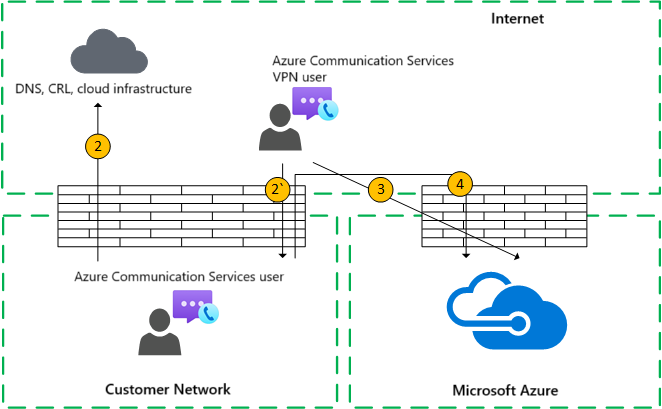 Internet
Azure Communication Services
VPN user
DNS, CRL, cloud infrastructure
2
2`
3
4
Azure Communication Services user
Customer Network
Microsoft Azure